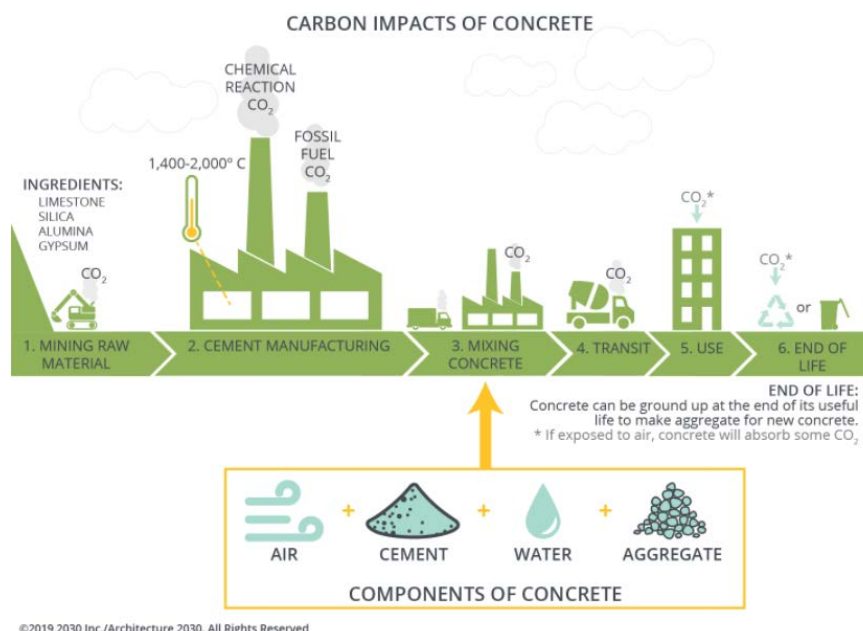 CARBON IMPACTS OF CONCRETE
CHEMICAL
REACTION
CO₂
FOSSIL
FUEL
CO₂
1,400-2,000° C
INGREDIENTS:
LIMESTONE
SILICA
ALUMINA
GYPSUM
CO₂
CO₂
CO₂
CO₂*
CO₂*
or
1. MINING RAW
MATERIAL
2. CEMENT MANUFACTURING
3. MIXING
CONCRETE
4. TRANSIT
5. USE
6. END OF
LIFE
END OF LIFE:
Concrete can be ground up at the end of its useful
life to make aggregate for new concrete.
* If exposed to air, concrete will absorb some CO₂
AIR
+
CEMENT
+
WATER
+
AGGREGATE
COMPONENTS OF CONCRETE
©2019 2030 Inc./Architecture 2030. All Rights Reserved